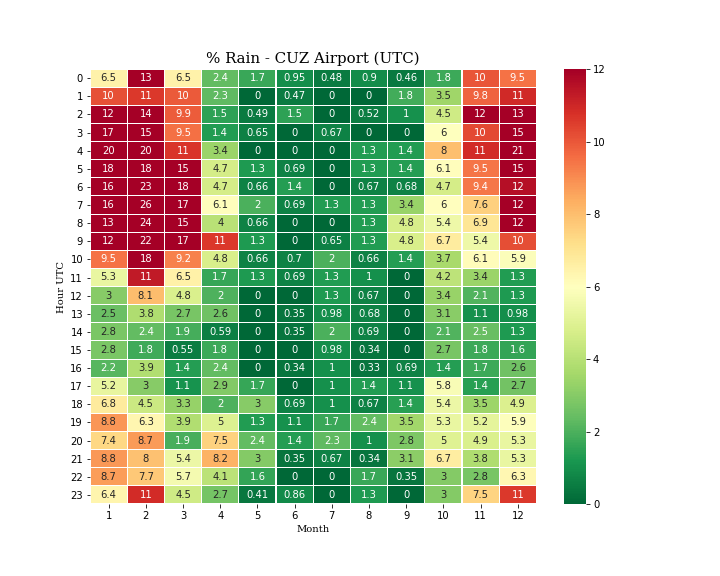 % Rain - CUZ Airport (UTC)
0 6.5 13 6.5 2.4 1.7 0.95 0.48 0.9 0.46 1.8 10 9.5
1 10 11 10 2.3 0 0.47 0 0 1.8 3.5 9.8 11
2 12 14 9.9 1.5 0.49 1.5 0 0.52 1 4.5 12 13
3 17 15 9.5 1.4 0.65 0 0.67 0 0 6 10 15
4 20 20 11 3.4 0 0 0 1.3 1.4 8 11 21
5 18 18 15 4.7 1.3 0.69 0 1.3 1.4 6.1 9.5 15
6 16 23 18 4.7 0.66 1.4 0 0.67 0.68 4.7 9.4 12
7 16 26 17 6.1 2 0.69 1.3 1.3 3.4 6 7.6 12
8 13 24 15 4 0.66 0 0 1.3 4.8 5.4 6.9 12
9 12 22 17 11 1.3 0 0.65 1.3 4.8 6.7 5.4 10
10 9.5 18 9.2 4.8 0.66 0.7 2 0.66 1.4 3.7 6.1 5.9
11 5.3 11 6.5 1.7 1.3 0.69 1.3 1 0 4.2 3.4 1.3
12 3 8.1 4.8 2 0 0 1.3 0.67 0 3.4 2.1 1.3
13 2.5 3.8 2.7 2.6 0 0.35 0.98 0.68 0 3.1 1.1 0.98
14 2.8 2.4 1.9 0.59 0 0.35 2 0.69 0 2.1 2.5 1.3
15 2.8 1.8 0.55 1.8 0 0 0.98 0.34 0 2.7 1.8 1.6
16 2.2 3.9 1.4 2.4 0 0.34 1 0.33 0.69 1.4 1.7 2.6
17 5.2 3 1.1 2.9 1.7 0 1 1.4 1.1 5.8 1.4 2.7
18 6.8 4.5 3.3 2 3 0.69 1 0.67 1.4 5.4 3.5 4.9
19 8.8 6.3 3.9 5 1.3 1.1 1.7 2.4 3.5 5.3 5.2 5.9
20 7.4 8.7 1.9 7.5 2.4 1.4 2.3 1 2.8 5 4.9 5.3
21 8.8 8 5.4 8.2 3 0.35 0.67 0.34 3.1 6.7 3.8 5.3
22 8.7 7.7 5.7 4.1 1.6 0 0 1.7 0.35 3 2.8 6.3
23 6.4 11 4.5 2.7 0.41 0.86 0 1.3 0 3 7.5 11
1 2 3 4 5 6 7 8 9 10 11 12
Month
Hour UTC
12
10
8
6
4
2
0